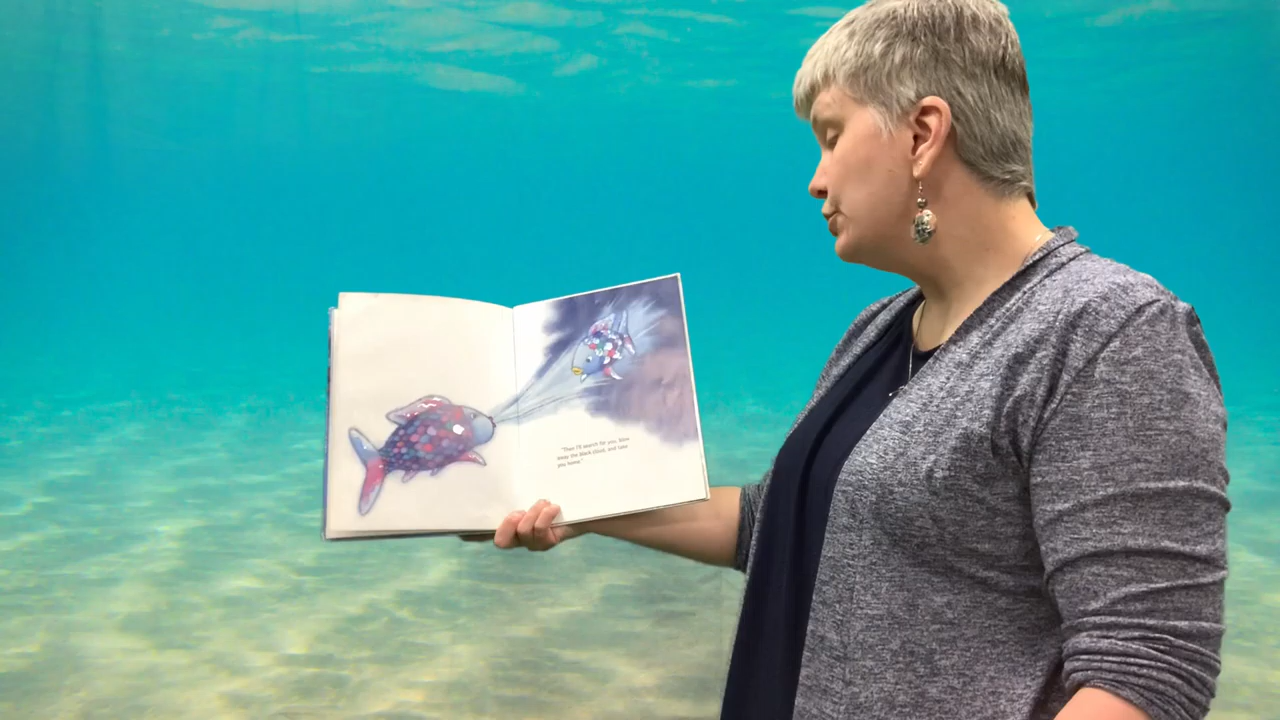 "Then I'll search for you, blow
away the black cloud, and take
you home."